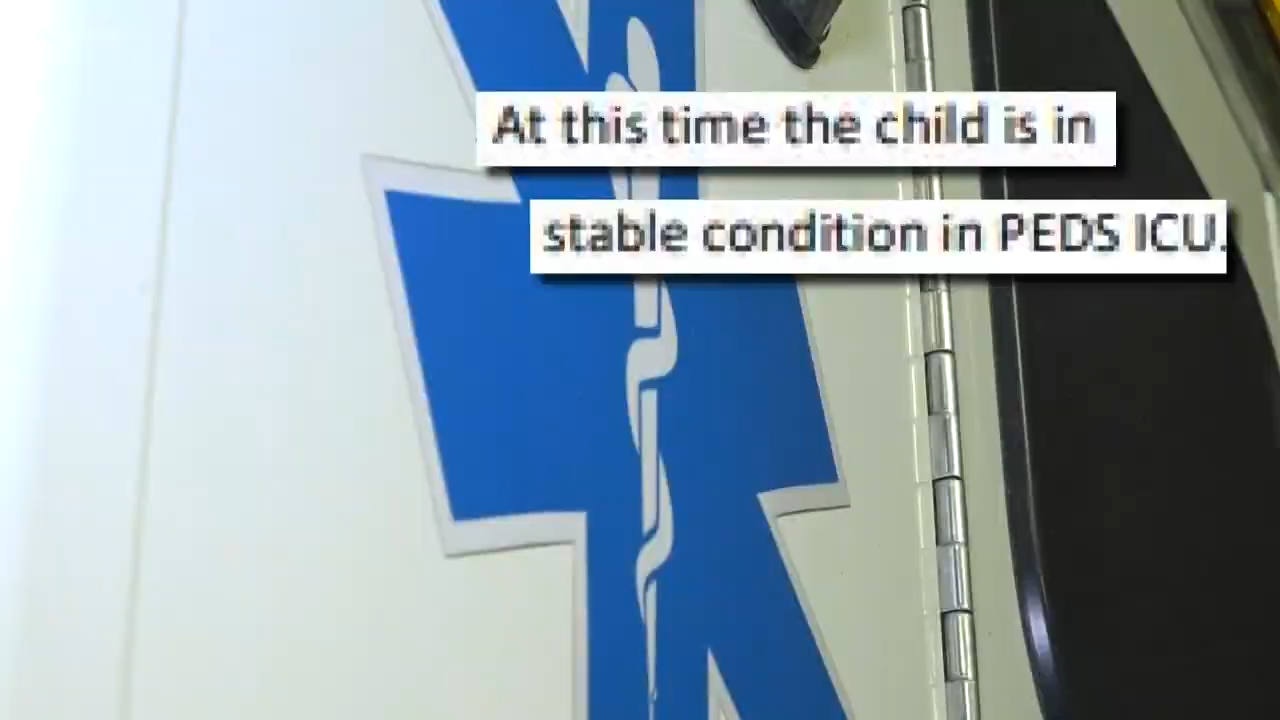 At this time the child is in
stable condition in PEDS ICU.